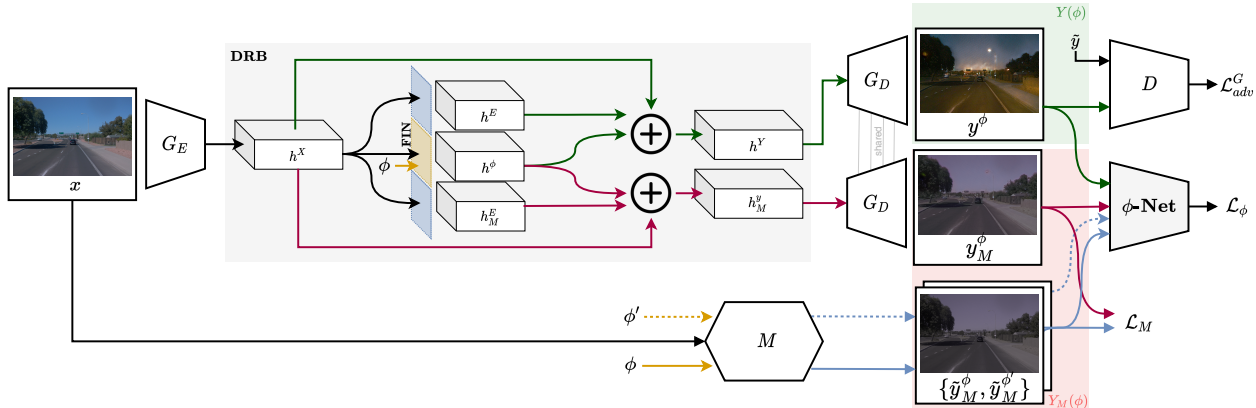 Y(ϕ)
DRB
ỹ
G_D
D
𝓛^G_adv
h^E
G_E
FIN
y^ϕ
h^X
h^Y
shared
ϕ
h^ϕ
x
h^E_M
h^y_M
G_D
ϕ-Net
𝓛_ϕ
y^ϕ_M
ϕ′
M
𝓛_M
ϕ
{ỹ^ϕ_M, ỹ^ϕ′_M}
Y_M(ϕ)